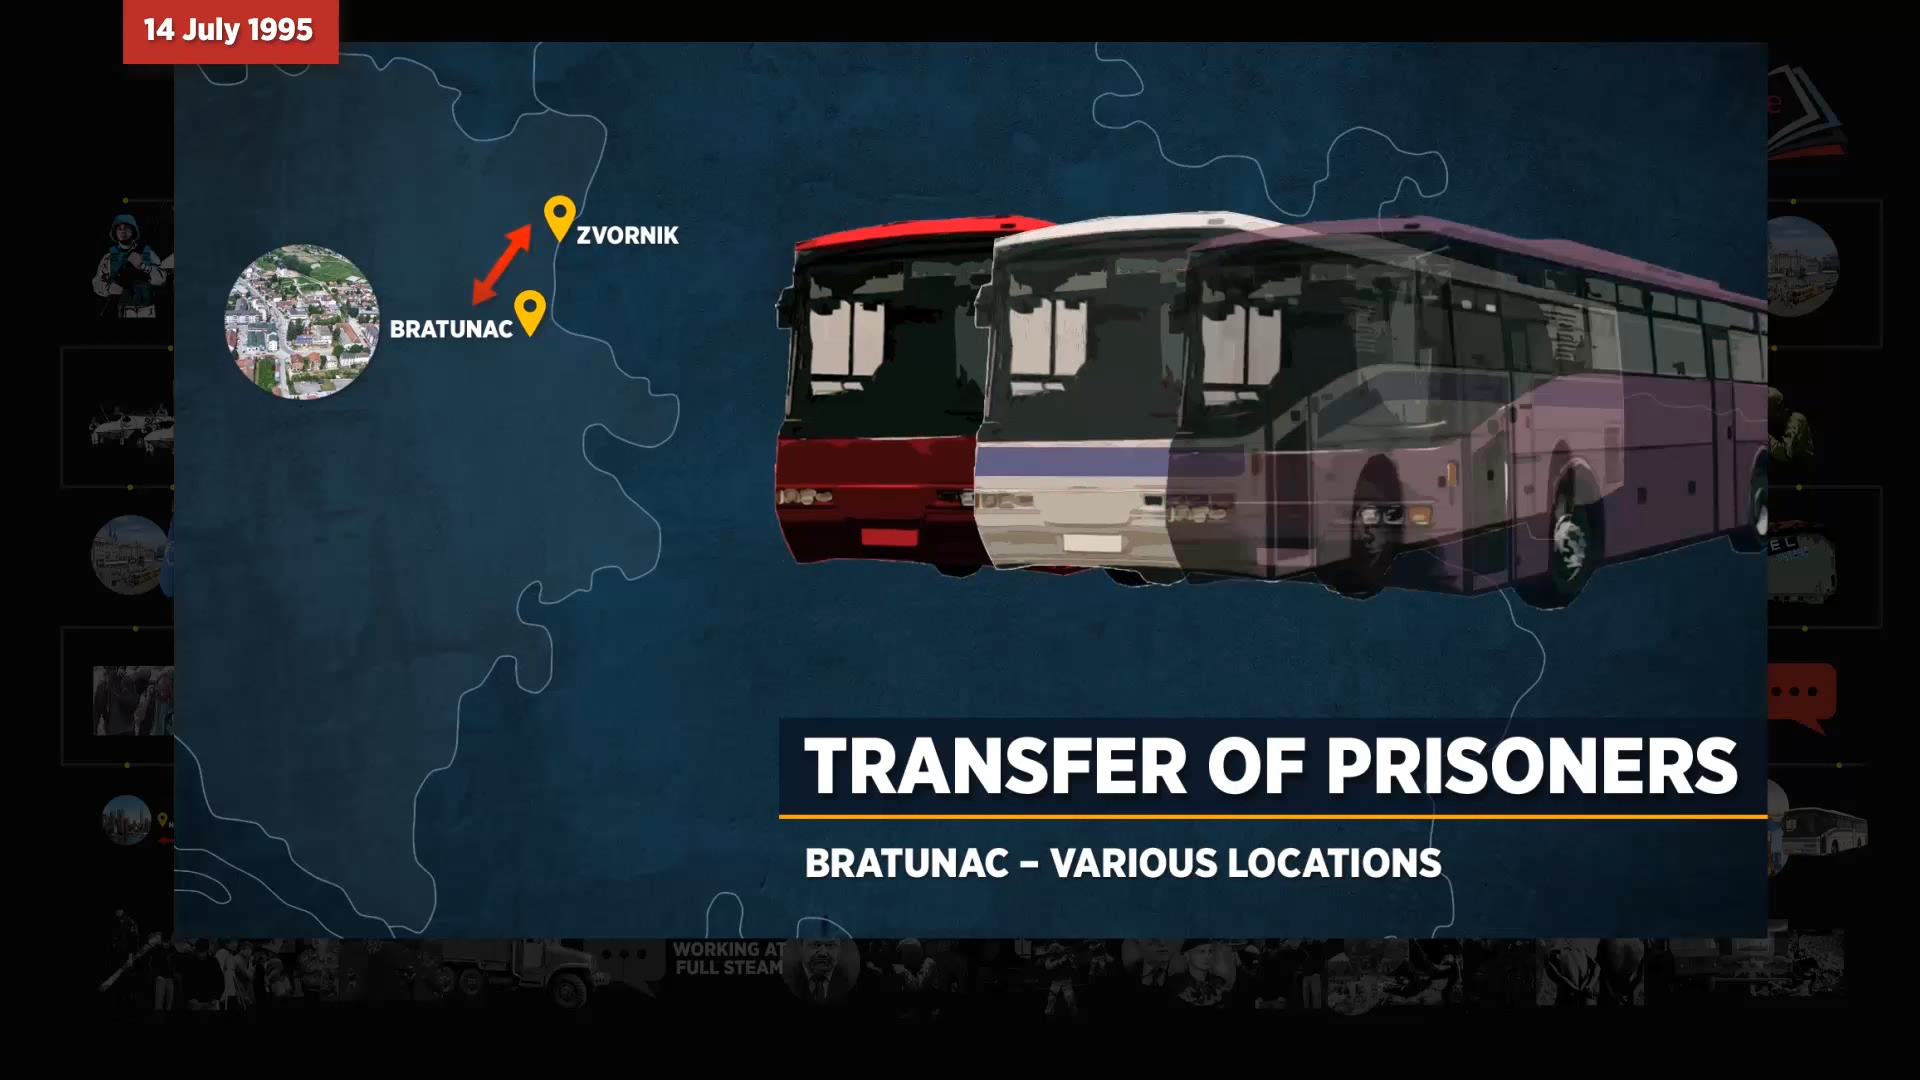 14 July 1995
ZVORNIK
BRATUNAC
TRANSFER OF PRISONERS
BRATUNAC – VARIOUS LOCATIONS
WORKING AT
FULL STEAM